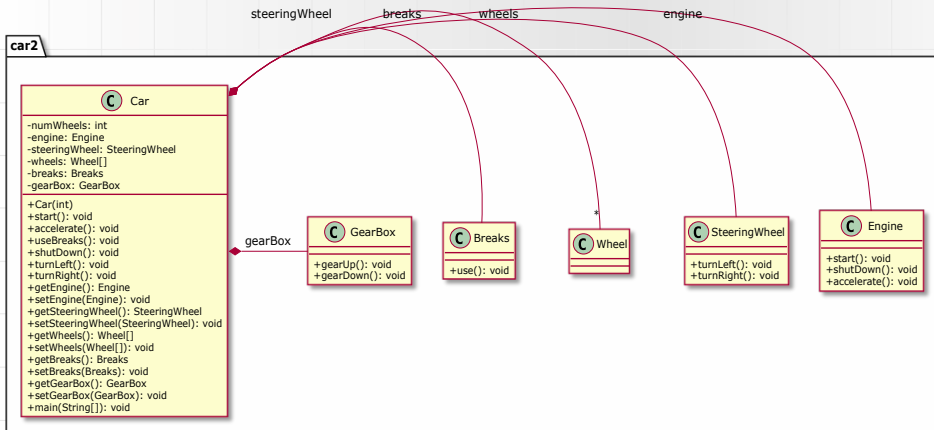 steeringWheel breaks wheels engine
car2
C Car
-numWheels: int
-engine: Engine
-steeringWheel: SteeringWheel
-wheels: Wheel[]
-breaks: Breaks
-gearBox: GearBox
+Car(int)
+start(): void
+accelerate(): void
+useBreaks(): void
+shutDown(): void
+turnLeft(): void
+turnRight(): void
+getEngine(): Engine
+setEngine(Engine): void
+getSteeringWheel(): SteeringWheel
+setSteeringWheel(SteeringWheel): void
+getWheels(): Wheel[]
+setWheels(Wheel[]): void
+getBreaks(): Breaks
+setBreaks(Breaks): void
+getGearBox(): GearBox
+setGearBox(GearBox): void
+main(String[]): void
gearBox
C GearBox
+gearUp(): void
+gearDown(): void
C Breaks
+use(): void
*
C Wheel
C SteeringWheel
+turnLeft(): void
+turnRight(): void
C Engine
+start(): void
+shutDown(): void
+accelerate(): void